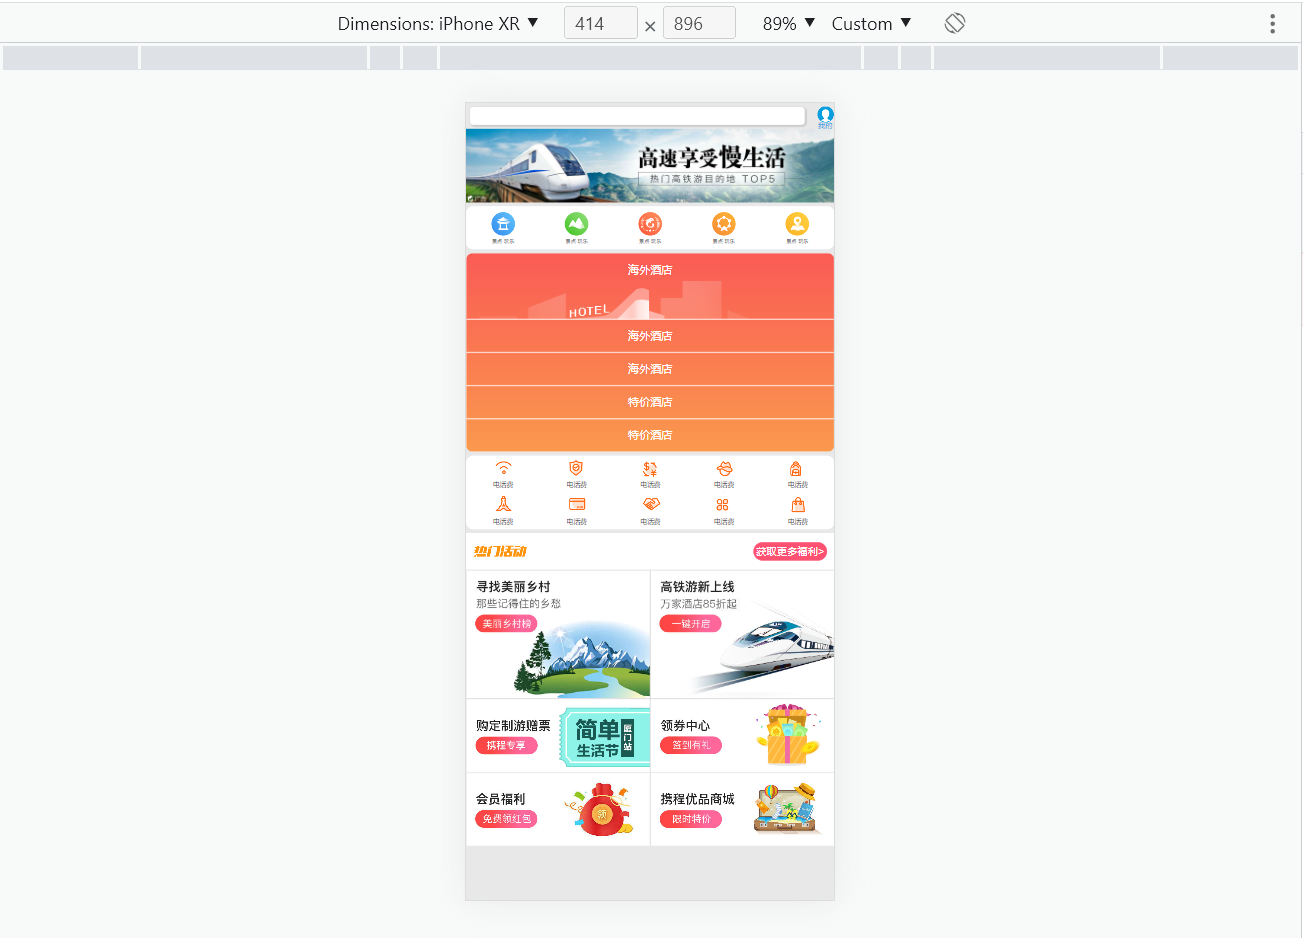 Dimensions: iPhone XR ▼ 414 × 896 89% ▼ Custom ▼
我的
高速享受慢生活
热门高铁游目的地 TOP5
景点·玩乐 景点·玩乐 景点·玩乐 景点·玩乐 景点·玩乐
海外酒店
HOTEL
海外酒店
海外酒店
特价酒店
特价酒店
电话费 电话费 电话费 电话费 电话费
电话费 电话费 电话费 电话费 电话费
热门活动 获取更多福利>
寻找美丽乡村
那些记得住的乡愁
美丽乡村榜
高铁游新上线
万家酒店85折起
一键开启
购定制游赠票
携程专享
简单
生活节
厦门站
领券中心
签到有礼
会员福利
免费领红包
领
携程优品商城
限时特价